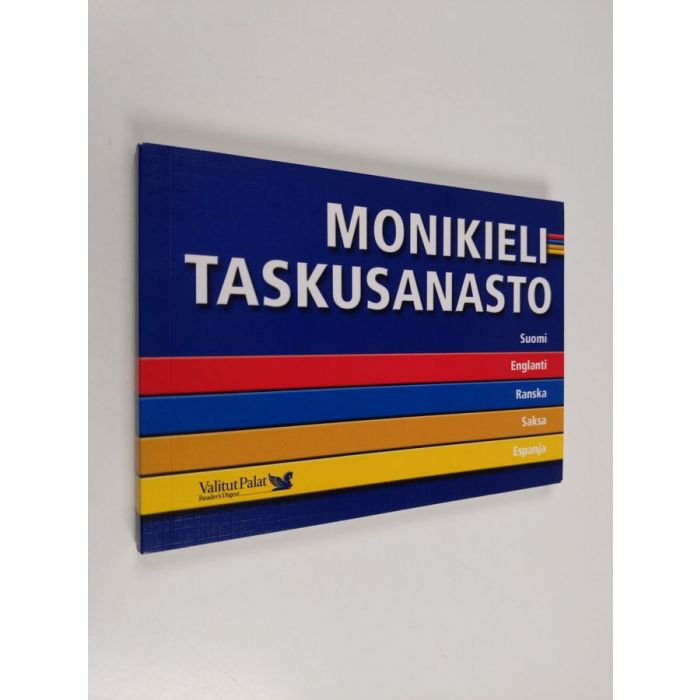 MONIKIELI
TASKUSANASTO
Suomi
Englanti
Ranska
Saksa
Espanja
Valitut Palat
Reader's Digest